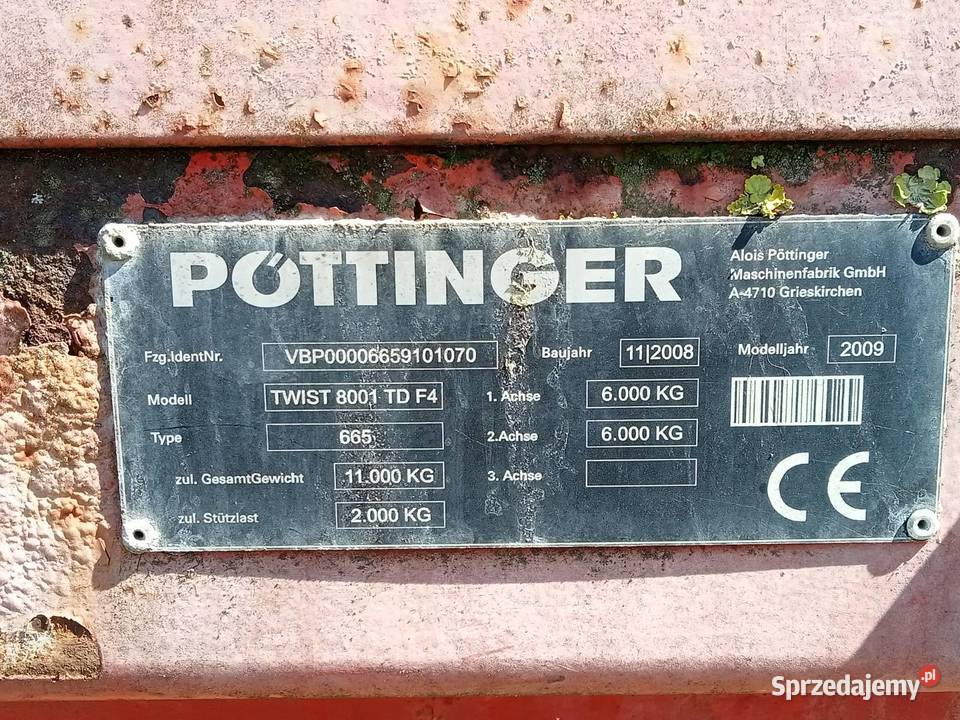 PÖTTINGER
Alois Pöttinger
Maschinenfabrik GmbH
A-4710 Grieskirchen
Fzg.IdentNr. VBP00006659101070 Baujahr 11|2008 Modelljahr 2009
Modell TWIST 8001 TD F4 1. Achse 6.000 KG
Type 665 2.Achse 6.000 KG
zul. GesamtGewicht 11.000 KG 3. Achse
zul. Stützlast 2.000 KG
CE
Sprzedajemy.pl